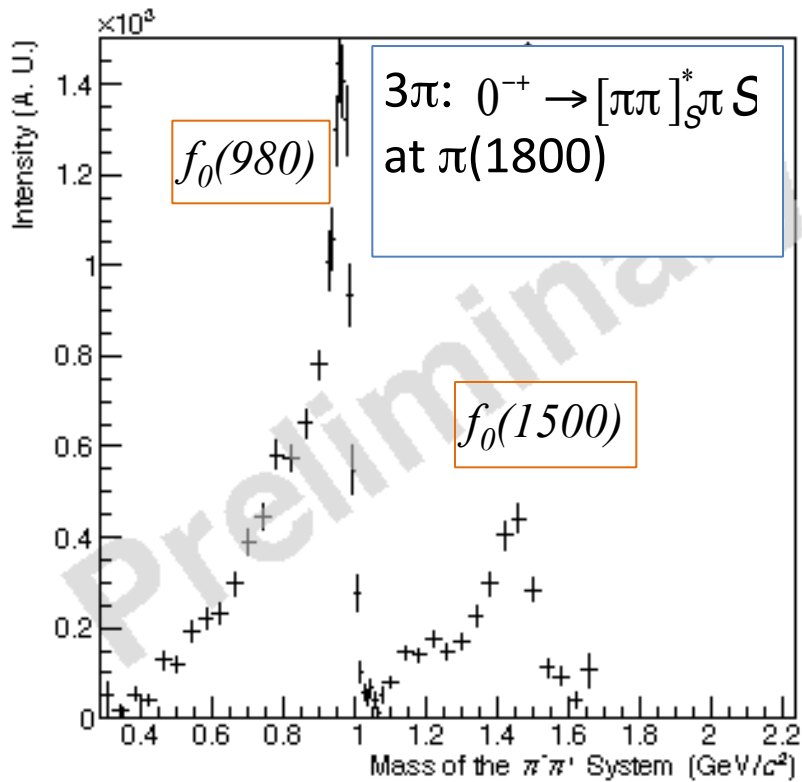 ×10³
Intensity (A. U.)
1.4
1.2
1
0.8
0.6
0.4
0.2
0
3π: 0⁻⁺ → [ππ]*ₛπ S
at π(1800)
f₀(980)
f₀(1500)
Preliminary
0.4 0.6 0.8 1 1.2 1.4 1.6 1.8 2 2.2
Mass of the π⁻π⁺ System (GeV/c²)